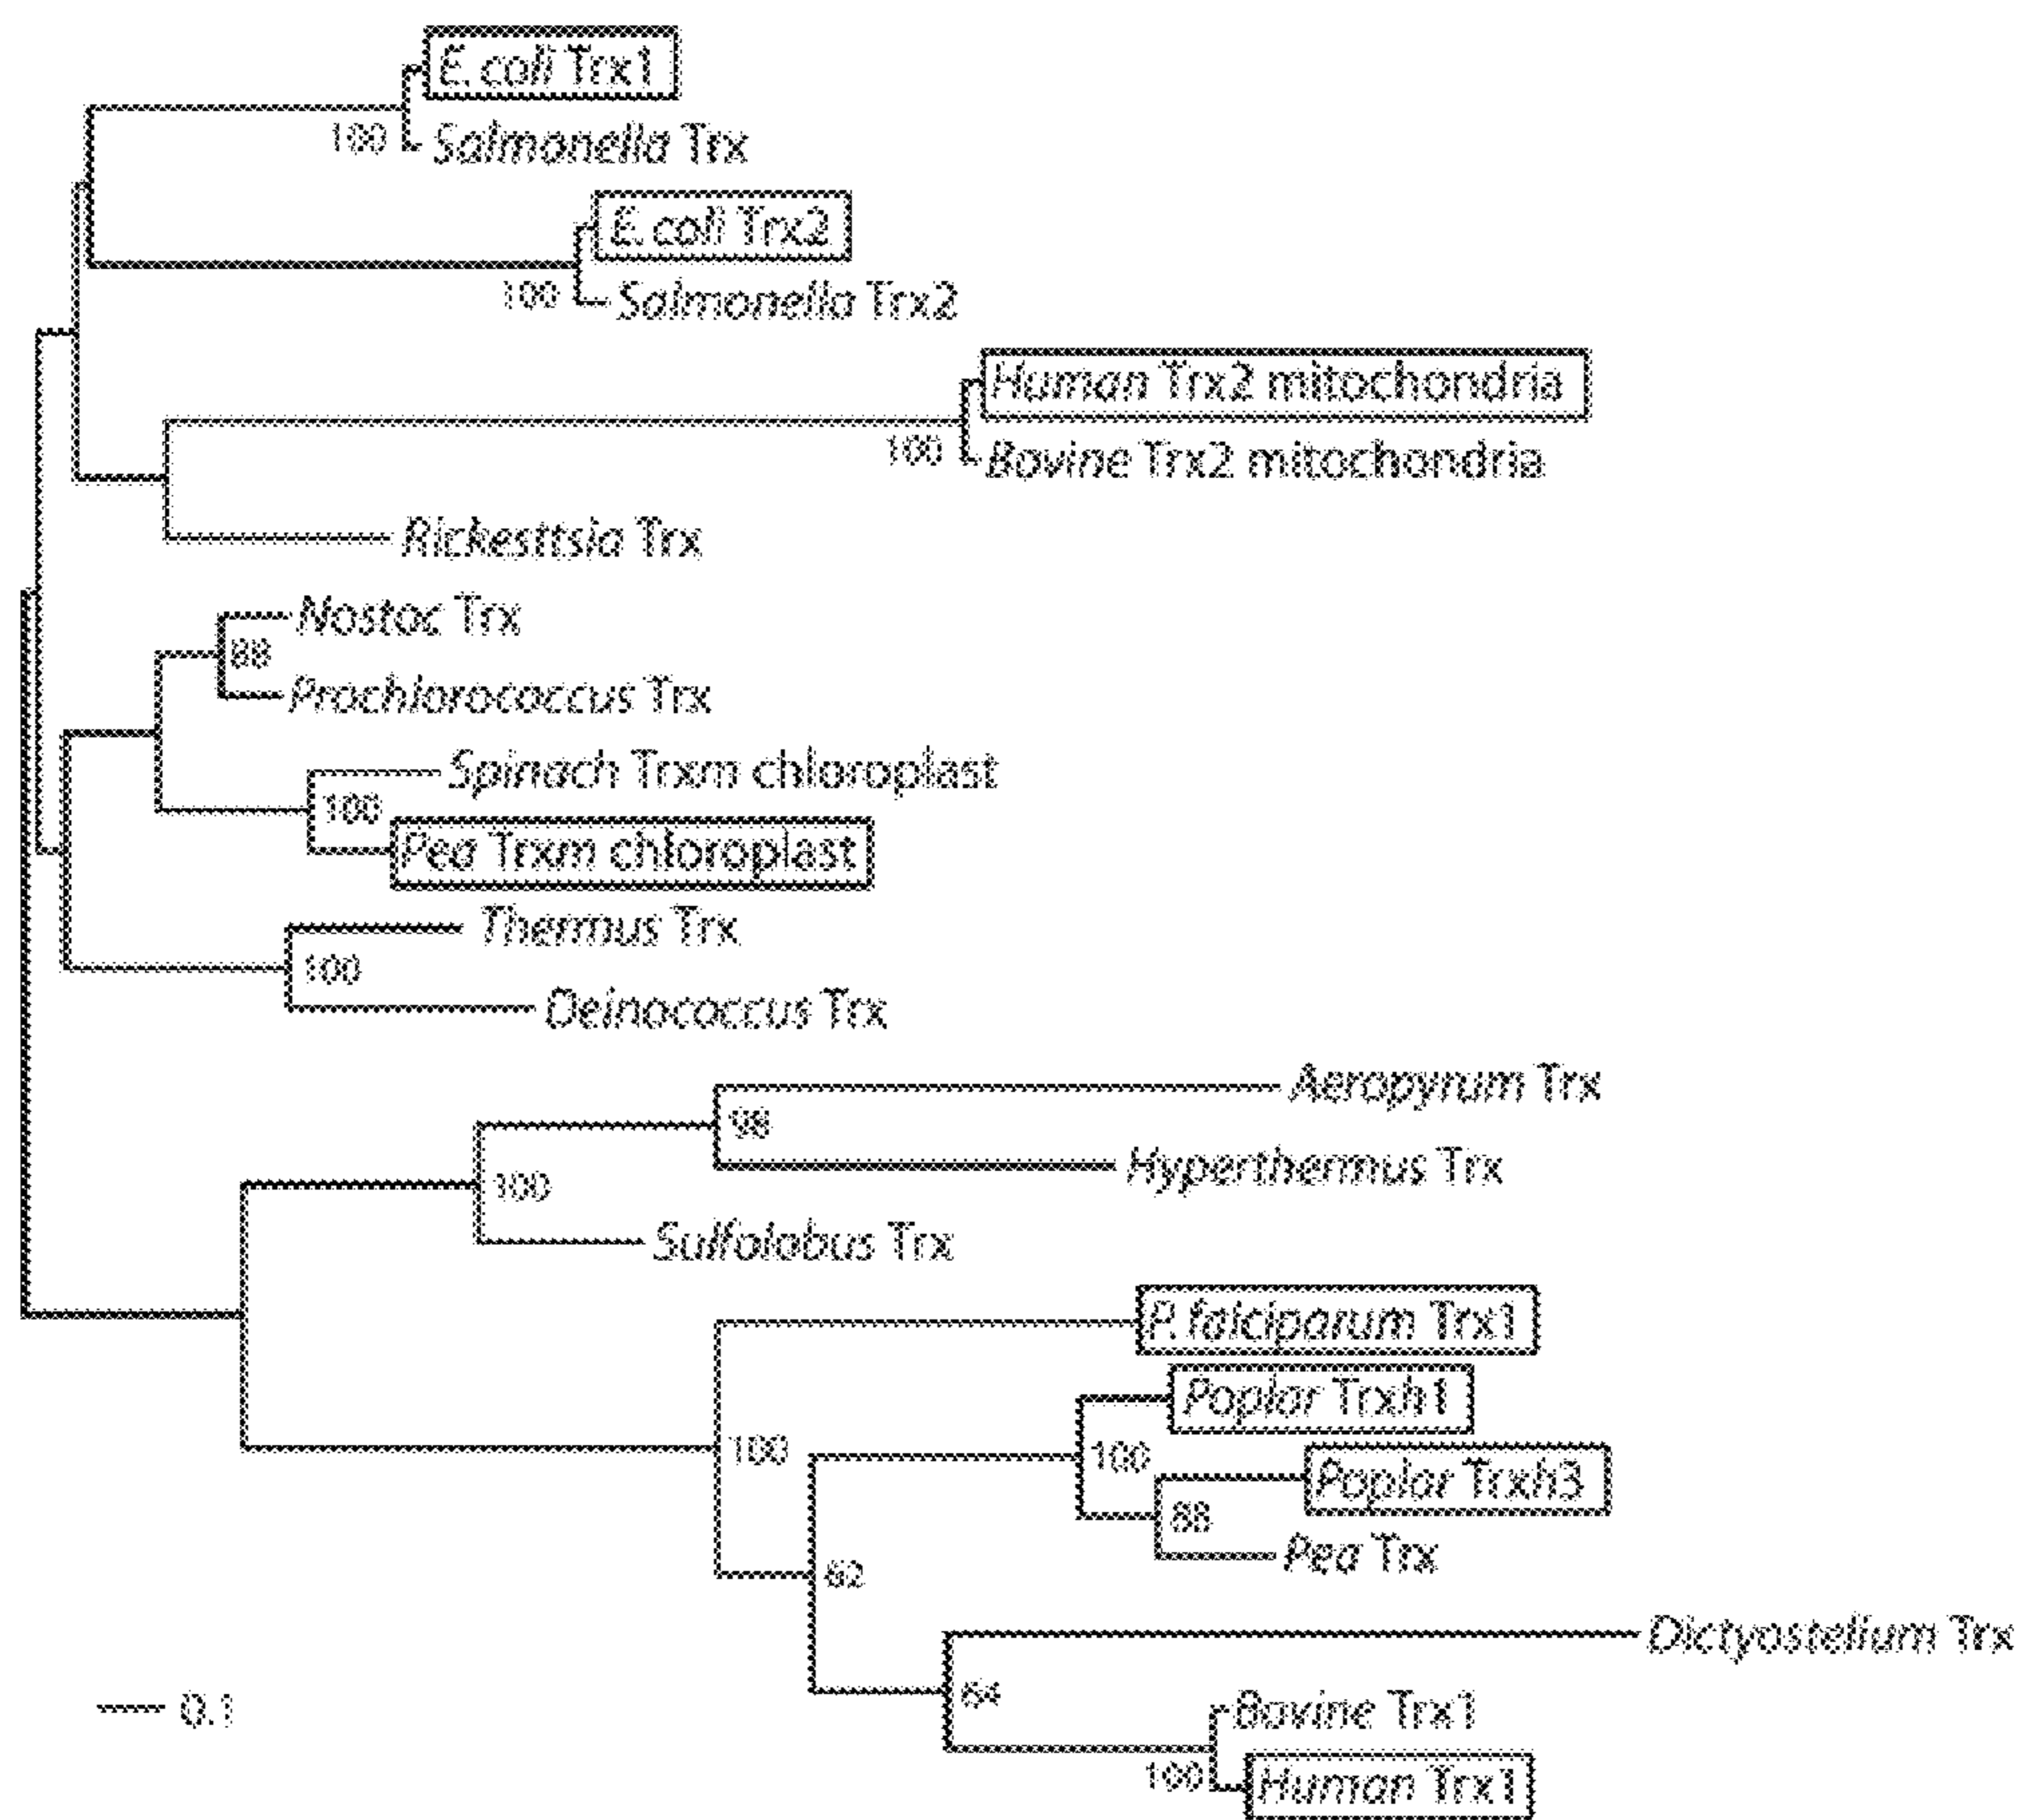 E. coli Trx1
100
Salmonella Trx
E. coli Trx2
100
Salmonella Trx2
Human Trx2 mitochondria
100
Bovine Trx2 mitochondria
Rickesttsia Trx
Nostoc Trx
88
Prochlorococcus Trx
Spinach Trxm chloroplast
100
Pea Trxm chloroplast
Thermus Trx
100
Deinococcus Trx
Aeropyrum Trx
98
Hyperthermus Trx
100
Sulfolobus Trx
P. falciparum Trx1
Poplar Trxh1
100
100
Poplar Trxh3
88
Pea Trx
62
Dictyostelium Trx
64
0.1
Bovine Trx1
100
Human Trx1